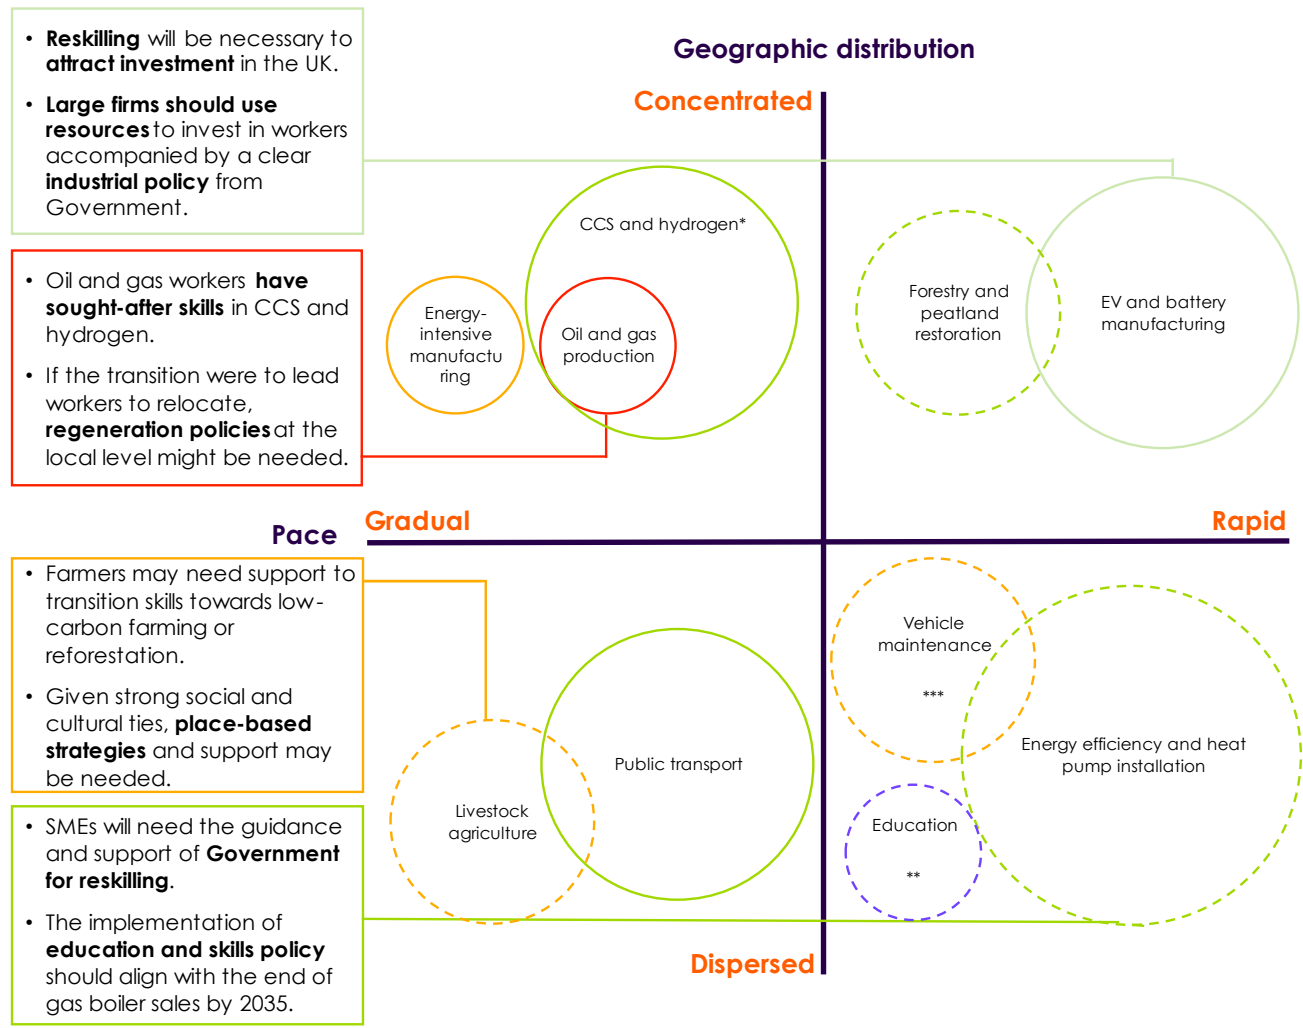 • Reskilling will be necessary to
attract investment in the UK.
• Large firms should use
resources to invest in workers
accompanied by a clear
industrial policy from
Government.
• Oil and gas workers have
sought-after skills in CCS and
hydrogen.
• If the transition were to lead
workers to relocate,
regeneration policies at the
local level might be needed.
• Farmers may need support to
transition skills towards low-
carbon farming or
reforestation.
• Given strong social and
cultural ties, place-based
strategies and support may
be needed.
• SMEs will need the guidance
and support of Government
for reskilling.
• The implementation of
education and skills policy
should align with the end of
gas boiler sales by 2035.
Geographic distribution
Concentrated
CCS and hydrogen*
Energy-
intensive
manufactu
ring
Oil and gas
production
Forestry and
peatland
restoration
EV and battery
manufacturing
Pace
Gradual
Rapid
Vehicle
maintenance
***
Energy efficiency and heat
pump installation
Public transport
Livestock
agriculture
Education
**
Dispersed